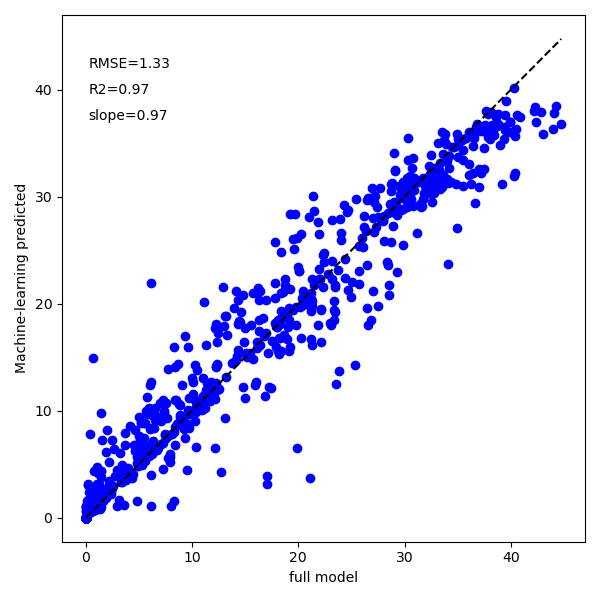 RMSE=1.33
R2=0.97
slope=0.97
Machine-learning predicted
40
30
20
10
0
0 10 20 30 40
full model